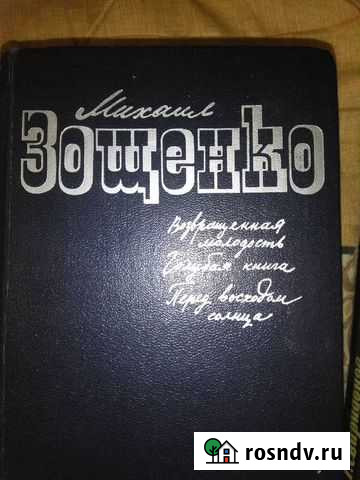 Михаил
Зощенко
Возвращенная
молодость
Голубая книга
Перед восходом
солнца
rosndv.ru